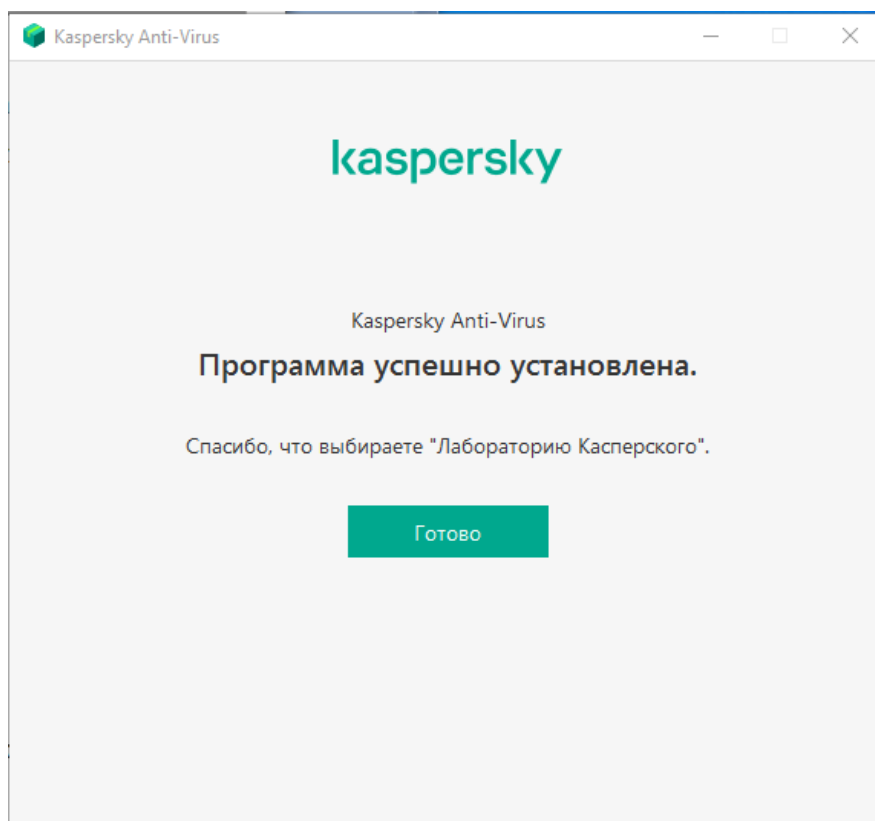 Kaspersky Anti-Virus
kaspersky
Kaspersky Anti-Virus
Программа успешно установлена.
Спасибо, что выбираете "Лабораторию Касперского".
Готово